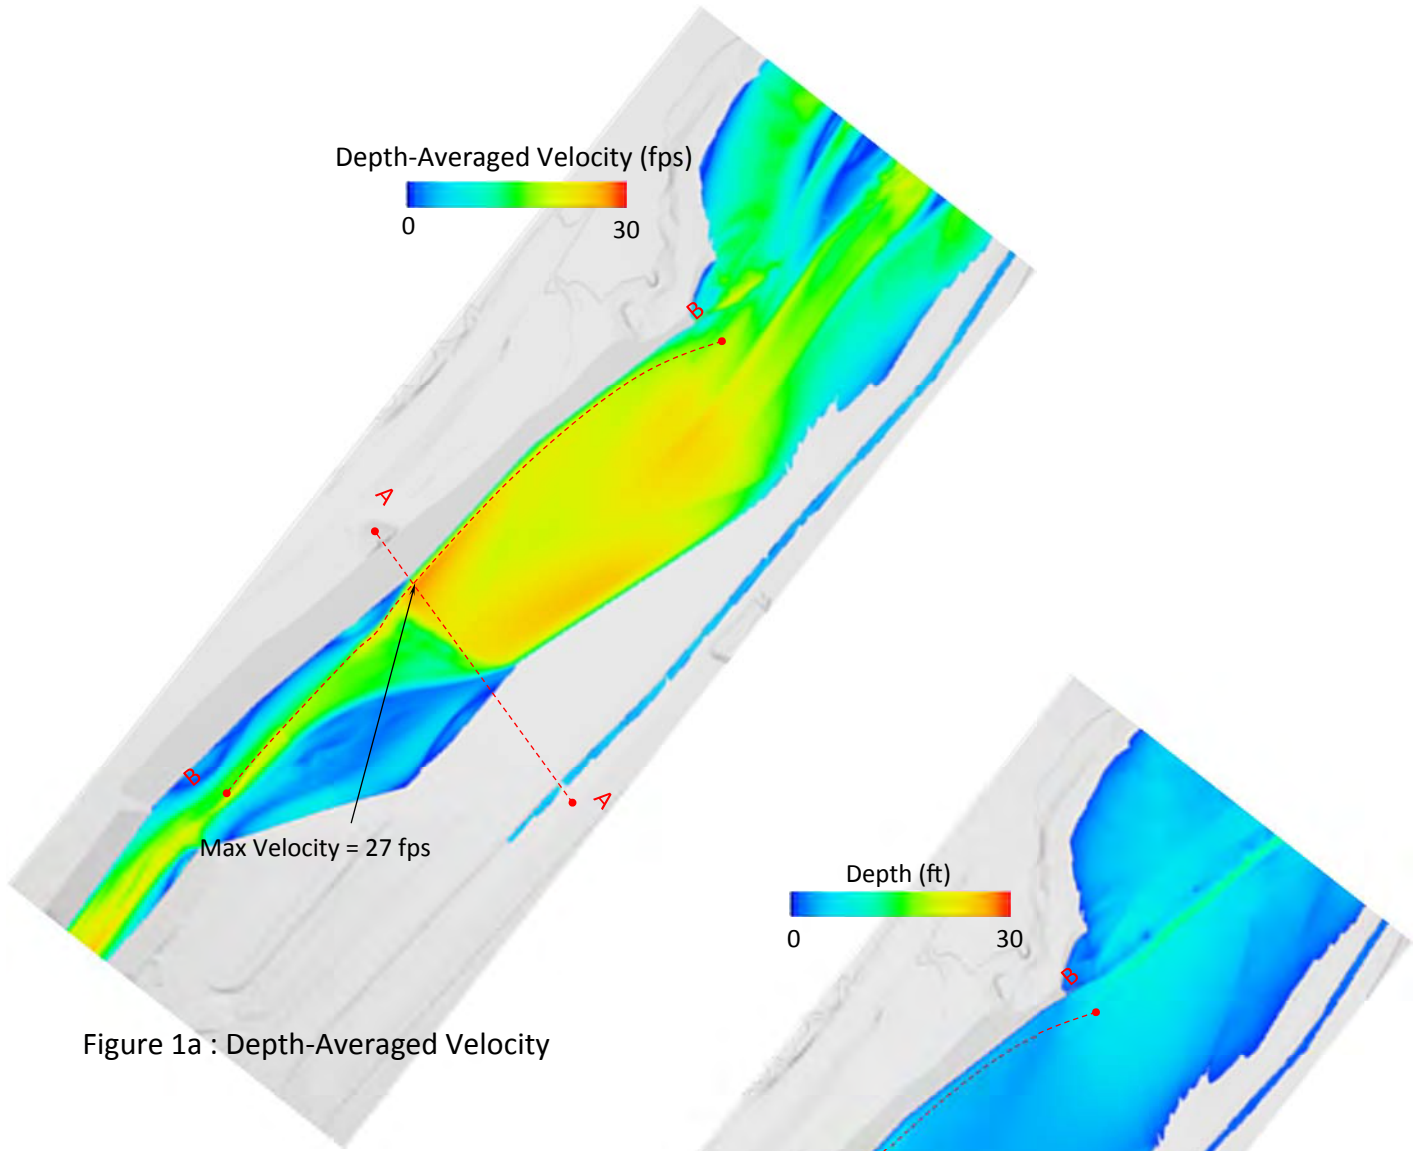 Depth-Averaged Velocity (fps)
0
30
B
A
B
A
Max Velocity = 27 fps
Depth (ft)
0
30
B
Figure 1a : Depth-Averaged Velocity